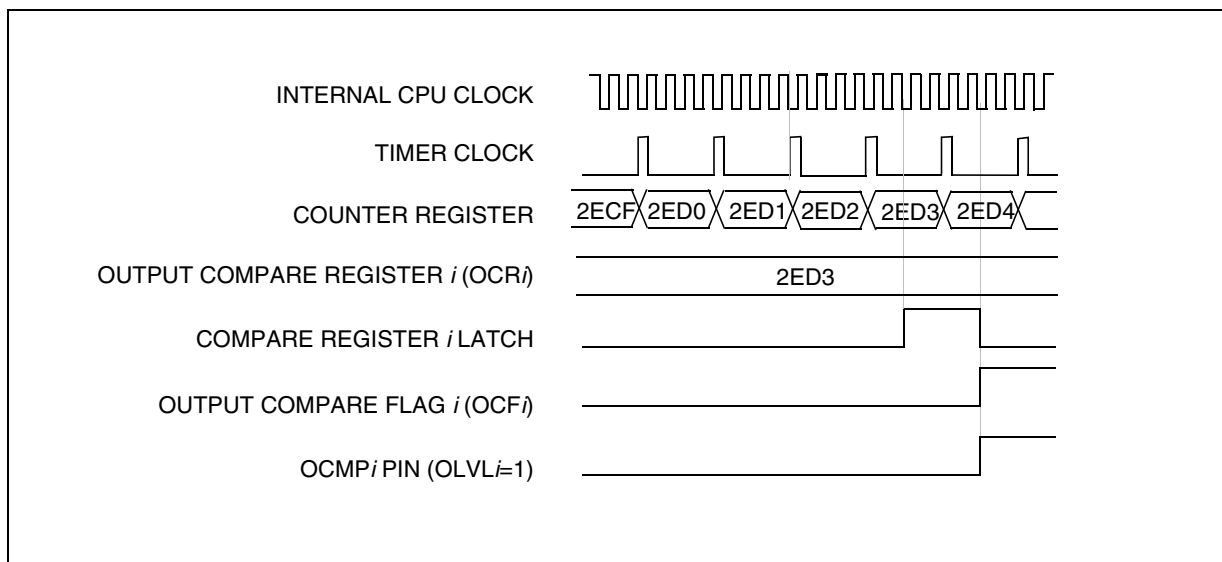 INTERNAL CPU CLOCK
TIMER CLOCK
COUNTER REGISTER 2ECF 2ED0 2ED1 2ED2 2ED3 2ED4
OUTPUT COMPARE REGISTER i (OCRi) 2ED3
COMPARE REGISTER i LATCH
OUTPUT COMPARE FLAG i (OCFi)
OCMPi PIN (OLVLi=1)